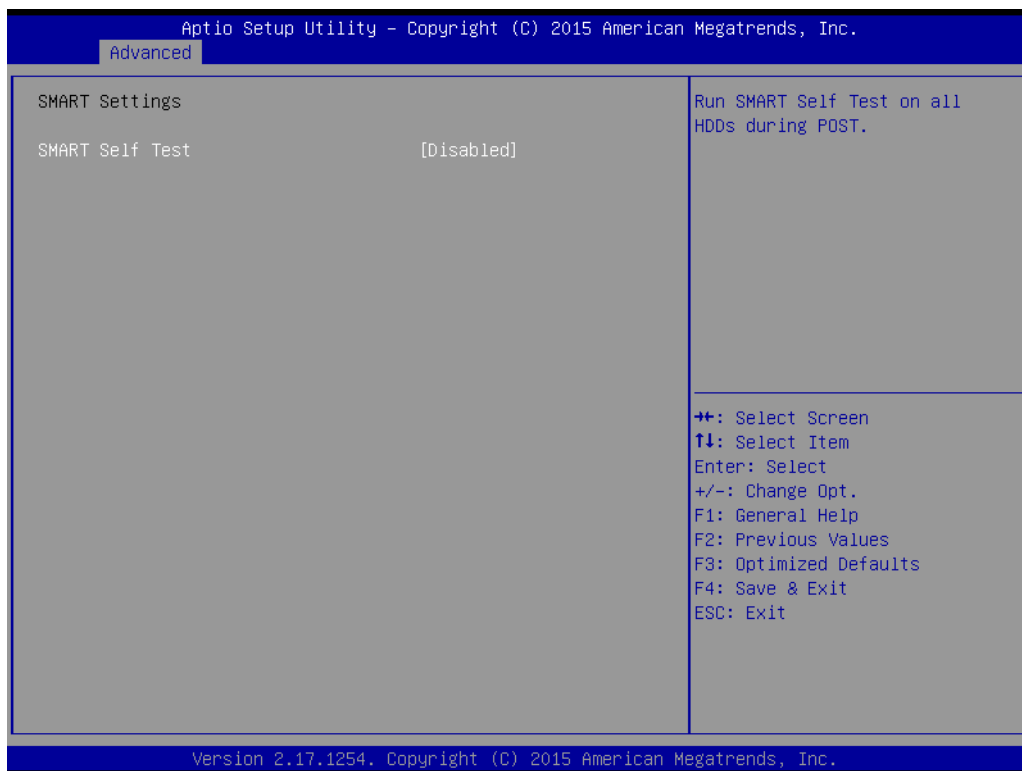 Aptio Setup Utility – Copyright (C) 2015 American Megatrends, Inc.
Advanced
SMART Settings
SMART Self Test [Disabled]
Run SMART Self Test on all
HDDs during POST.
→←: Select Screen
↑↓: Select Item
Enter: Select
+/-: Change Opt.
F1: General Help
F2: Previous Values
F3: Optimized Defaults
F4: Save & Exit
ESC: Exit
Version 2.17.1254. Copyright (C) 2015 American Megatrends, Inc.